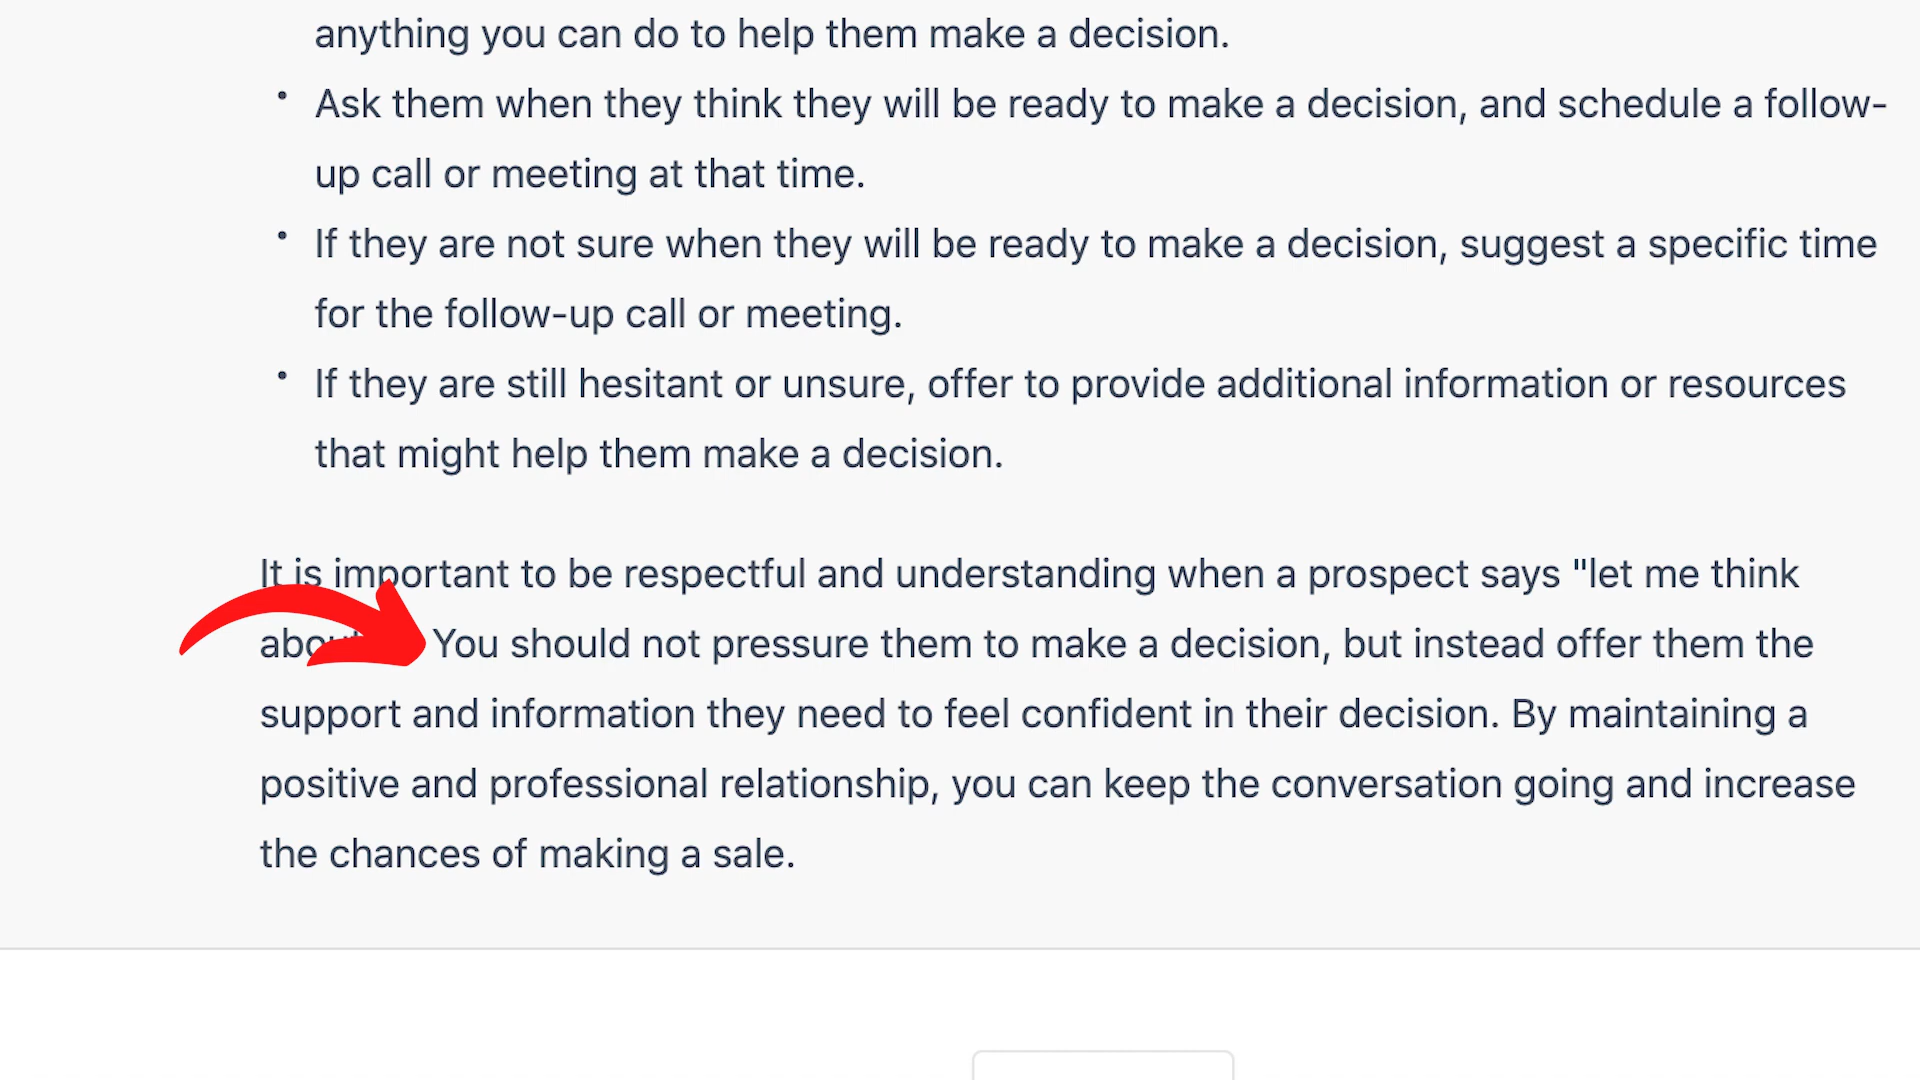 anything you can do to help them make a decision.
• Ask them when they think they will be ready to make a decision, and schedule a follow-
up call or meeting at that time.
• If they are not sure when they will be ready to make a decision, suggest a specific time
for the follow-up call or meeting.
• If they are still hesitant or unsure, offer to provide additional information or resources
that might help them make a decision.
It is important to be respectful and understanding when a prospect says "let me think
about You should not pressure them to make a decision, but instead offer them the
support and information they need to feel confident in their decision. By maintaining a
positive and professional relationship, you can keep the conversation going and increase
the chances of making a sale.